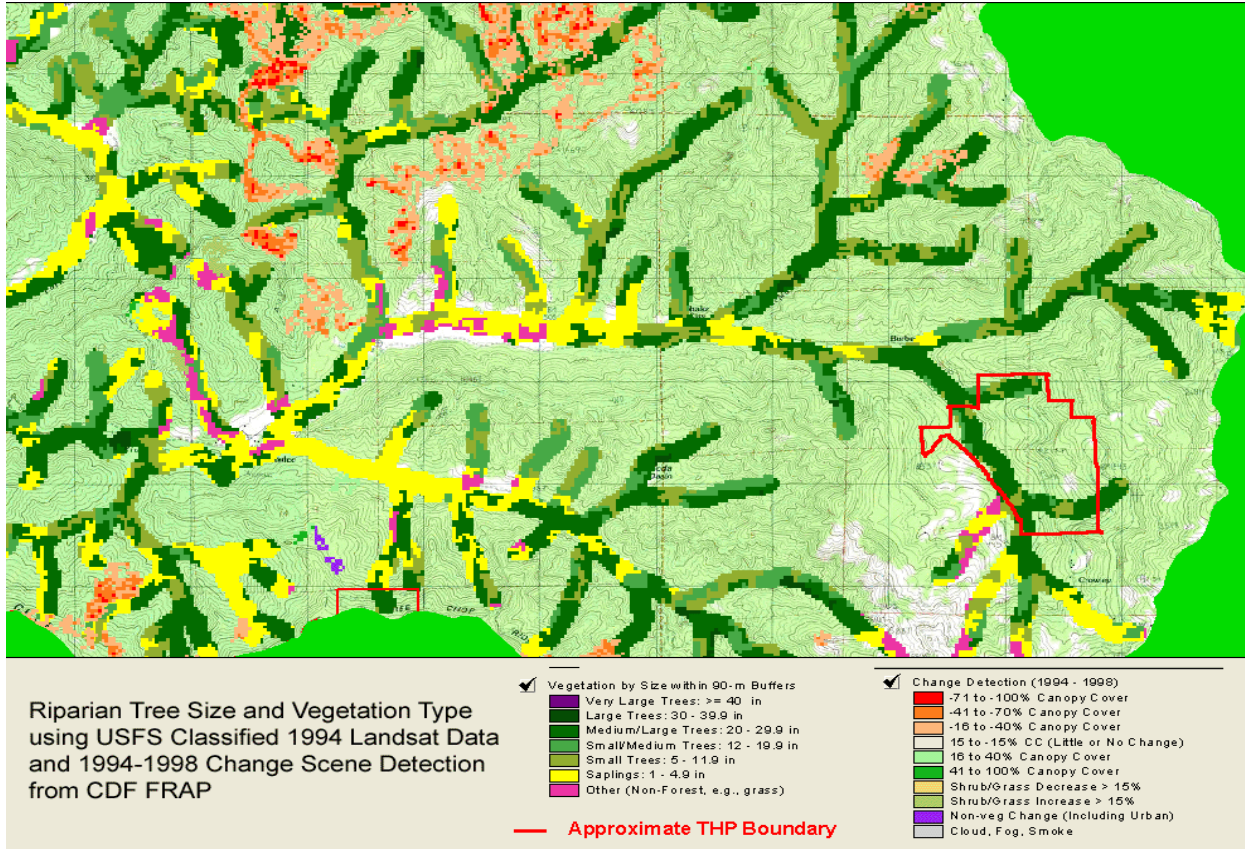 Burbe
Crowley
CHOP
Riparian Tree Size and Vegetation Type
using USFS Classified 1994 Landsat Data
and 1994-1998 Change Scene Detection
from CDF FRAP
Vegetation by Size within 90-m Buffers
Very Large Trees: >= 40 in
Large Trees: 30 - 39.9 in
Medium/Large Trees: 20 - 29.9 in
Small/Medium Trees: 12 - 19.9 in
Small Trees: 5 - 11.9 in
Saplings: 1 - 4.9 in
Other (Non-Forest, e.g., grass)
Approximate THP Boundary
Change Detection (1994 - 1998)
-71 to -100% Canopy Cover
-41 to -70% Canopy Cover
-16 to -40% Canopy Cover
15 to -15% CC (Little or No Change)
16 to 40% Canopy Cover
41 to 100% Canopy Cover
Shrub/Grass Decrease > 15%
Shrub/Grass Increase > 15%
Non-veg Change (Including Urban)
Cloud, Fog, Smoke